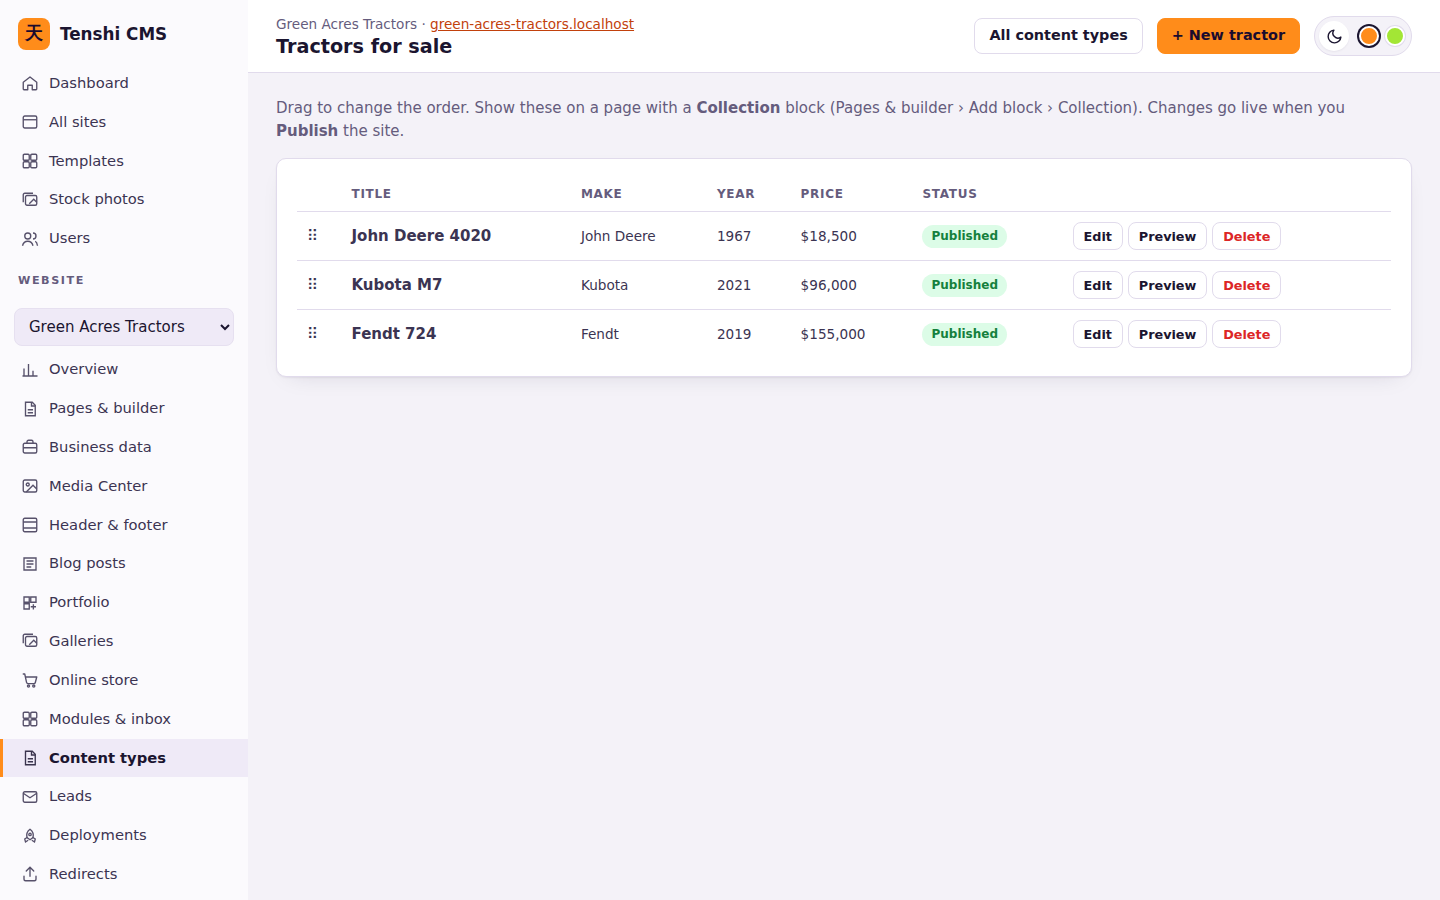 天 Tenshi CMS
Dashboard
All sites
Templates
Stock photos
Users
WEBSITE
Green Acres Tractors
Overview
Pages & builder
Business data
Media Center
Header & footer
Blog posts
Portfolio
Galleries
Online store
Modules & inbox
Content types
Leads
Deployments
Redirects
Green Acres Tractors · green-acres-tractors.localhost
Tractors for sale
All content types
+ New tractor
Drag to change the order. Show these on a page with a Collection block (Pages & builder › Add block › Collection). Changes go live when you
Publish the site.
TITLE MAKE YEAR PRICE STATUS
John Deere 4020 John Deere 1967 $18,500 Published Edit Preview Delete
Kubota M7 Kubota 2021 $96,000 Published Edit Preview Delete
Fendt 724 Fendt 2019 $155,000 Published Edit Preview Delete